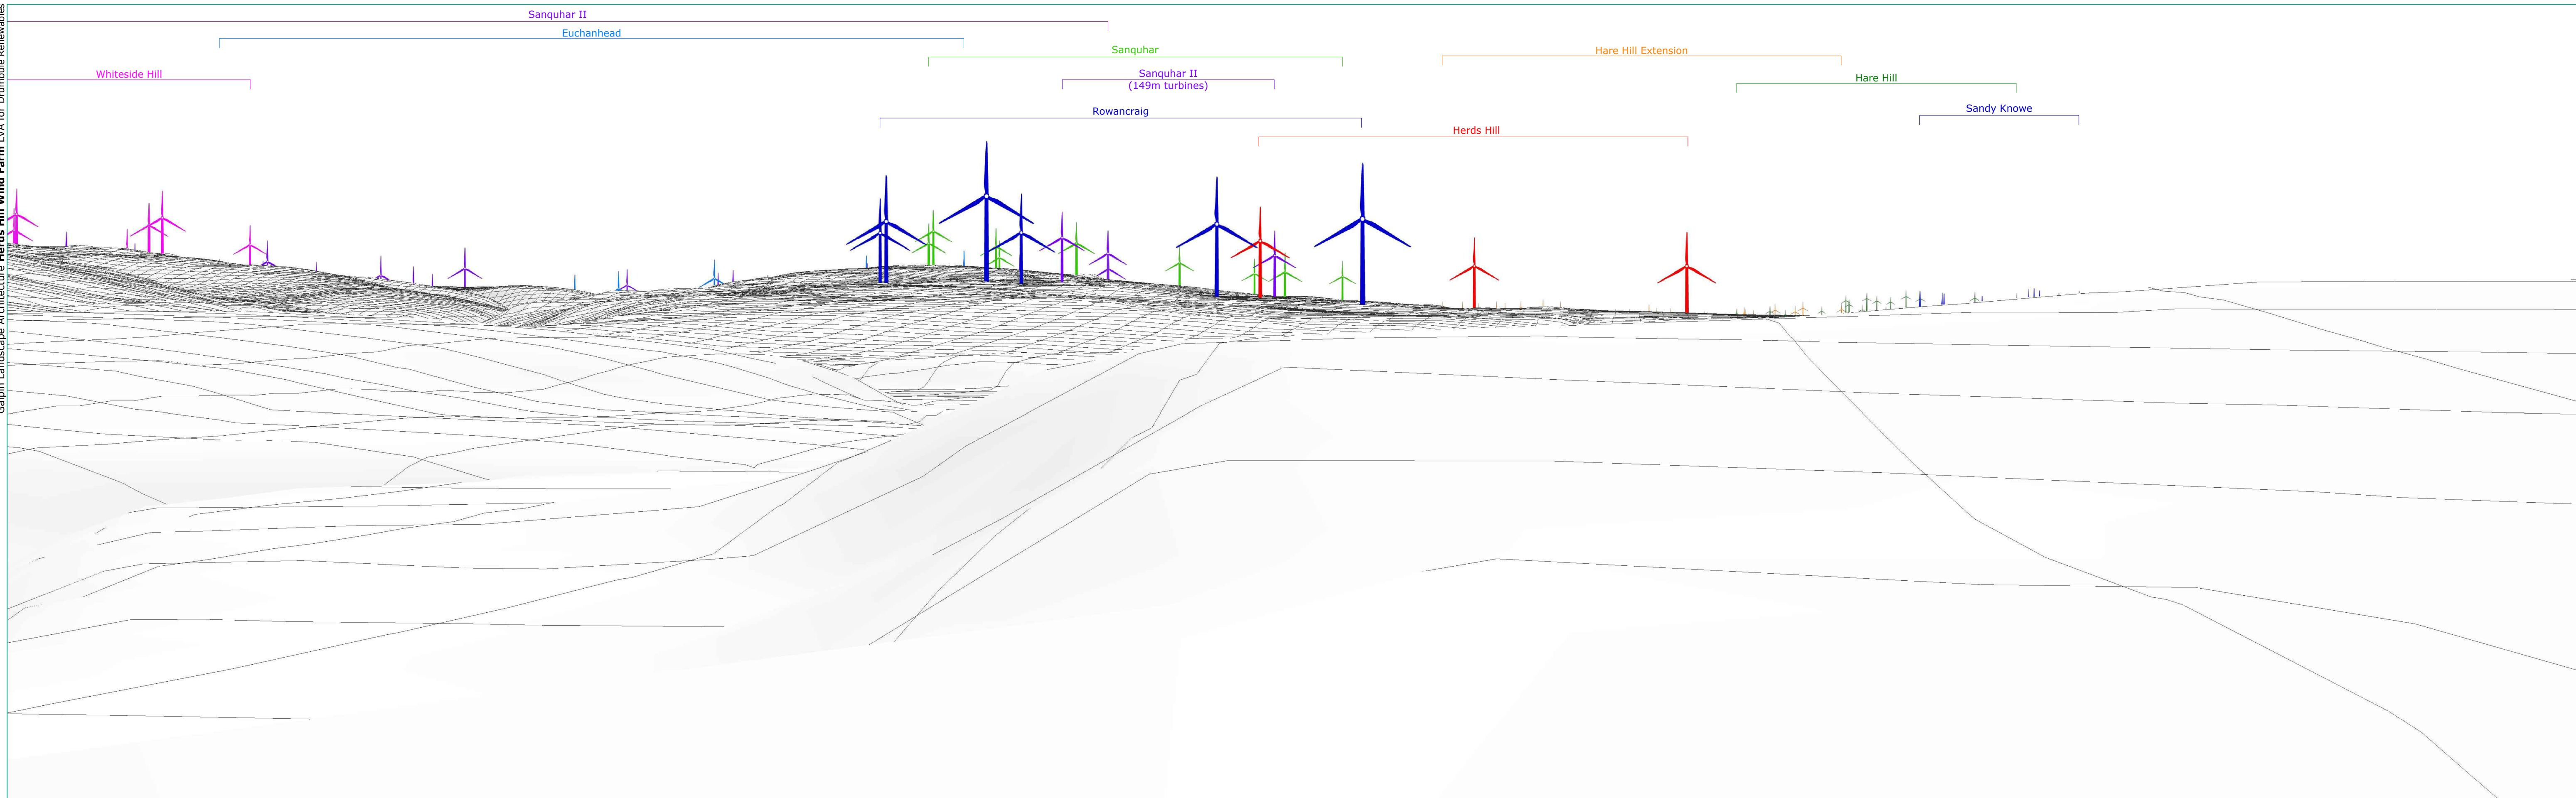 Sanquhar II
Euchanhead
Sanquhar
Hare Hill Extension
Whiteside Hill
Sanquhar II
(149m turbines)
Hare Hill
Rowancraig
Sandy Knowe
Herds Hill
Galpin Landscape Architecture Herds Hill Wind Farm LVA for Drumbuie Renewables